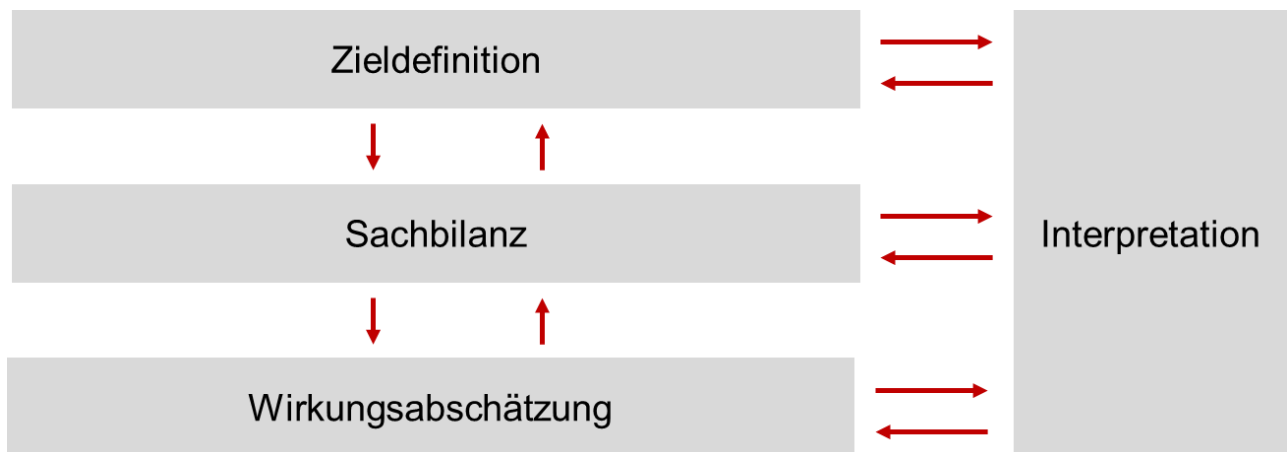 Zieldefinition
Sachbilanz
Interpretation
Wirkungsabschätzung